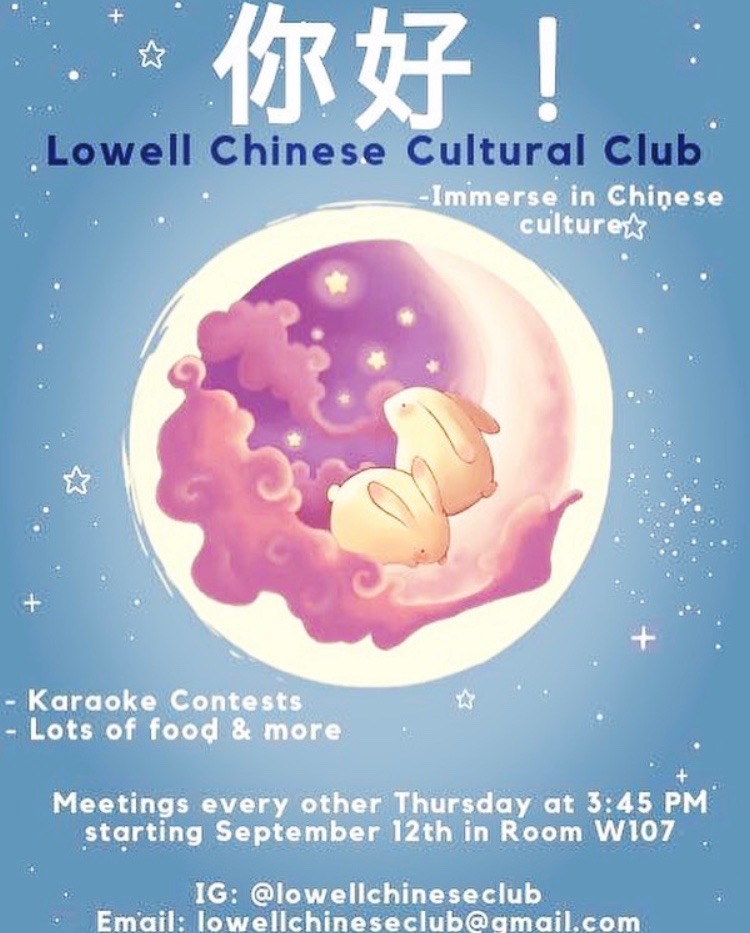 你好！
Lowell Chinese Cultural Club
-Immerse in Chinese
culture
- Karaoke Contests
- Lots of food & more
Meetings every other Thursday at 3:45 PM
starting September 12th in Room W107
IG: @lowellchineseclub
Email: lowellchineseclub@gmail.com